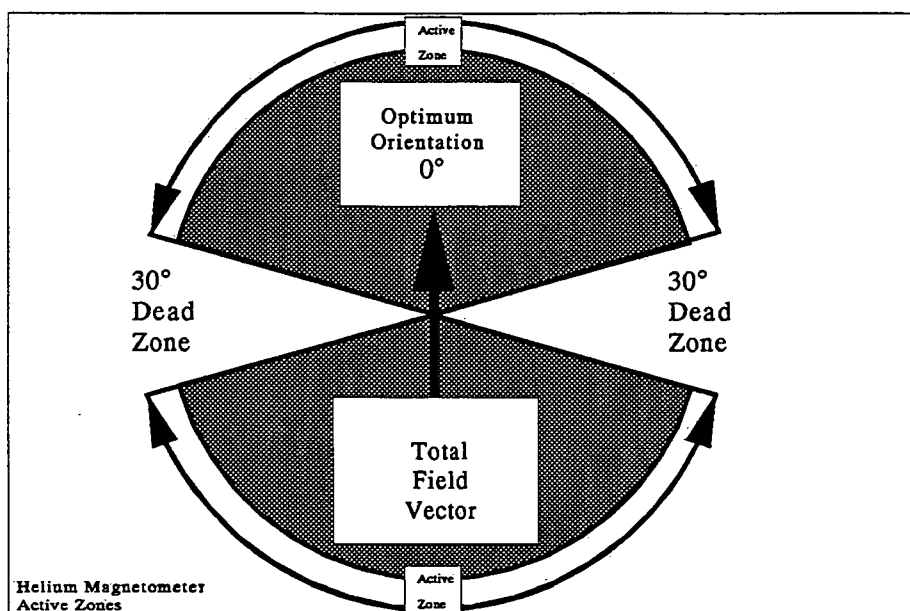 Active
Zone
Optimum
Orientation
0°
30°
Dead
Zone
30°
Dead
Zone
Total
Field
Vector
Active
Zone
Helium Magnetometer
Active Zones